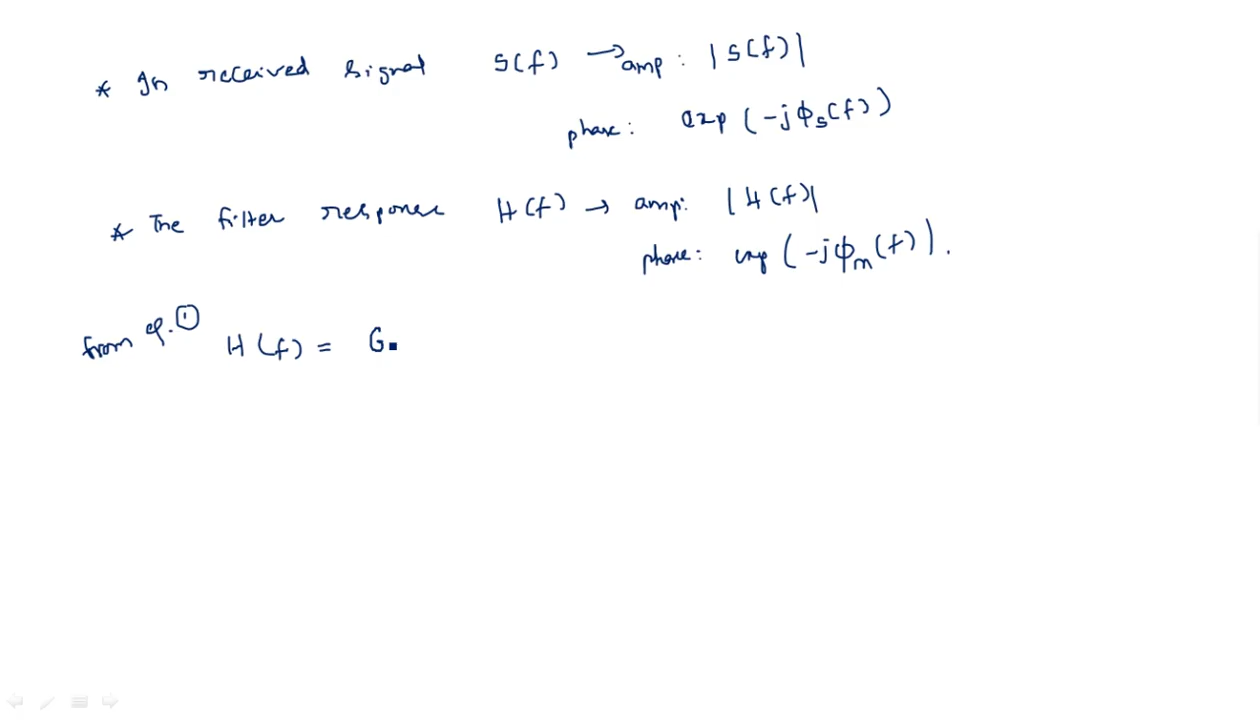 * In received signal S(f) → amp : |S(f)|
phase : exp (-jϕₛ(f))
* The filter response H(f) → amp: |H(f)|
phase : exp (-jϕₘ(f)).
from eq. ① H(f) = G